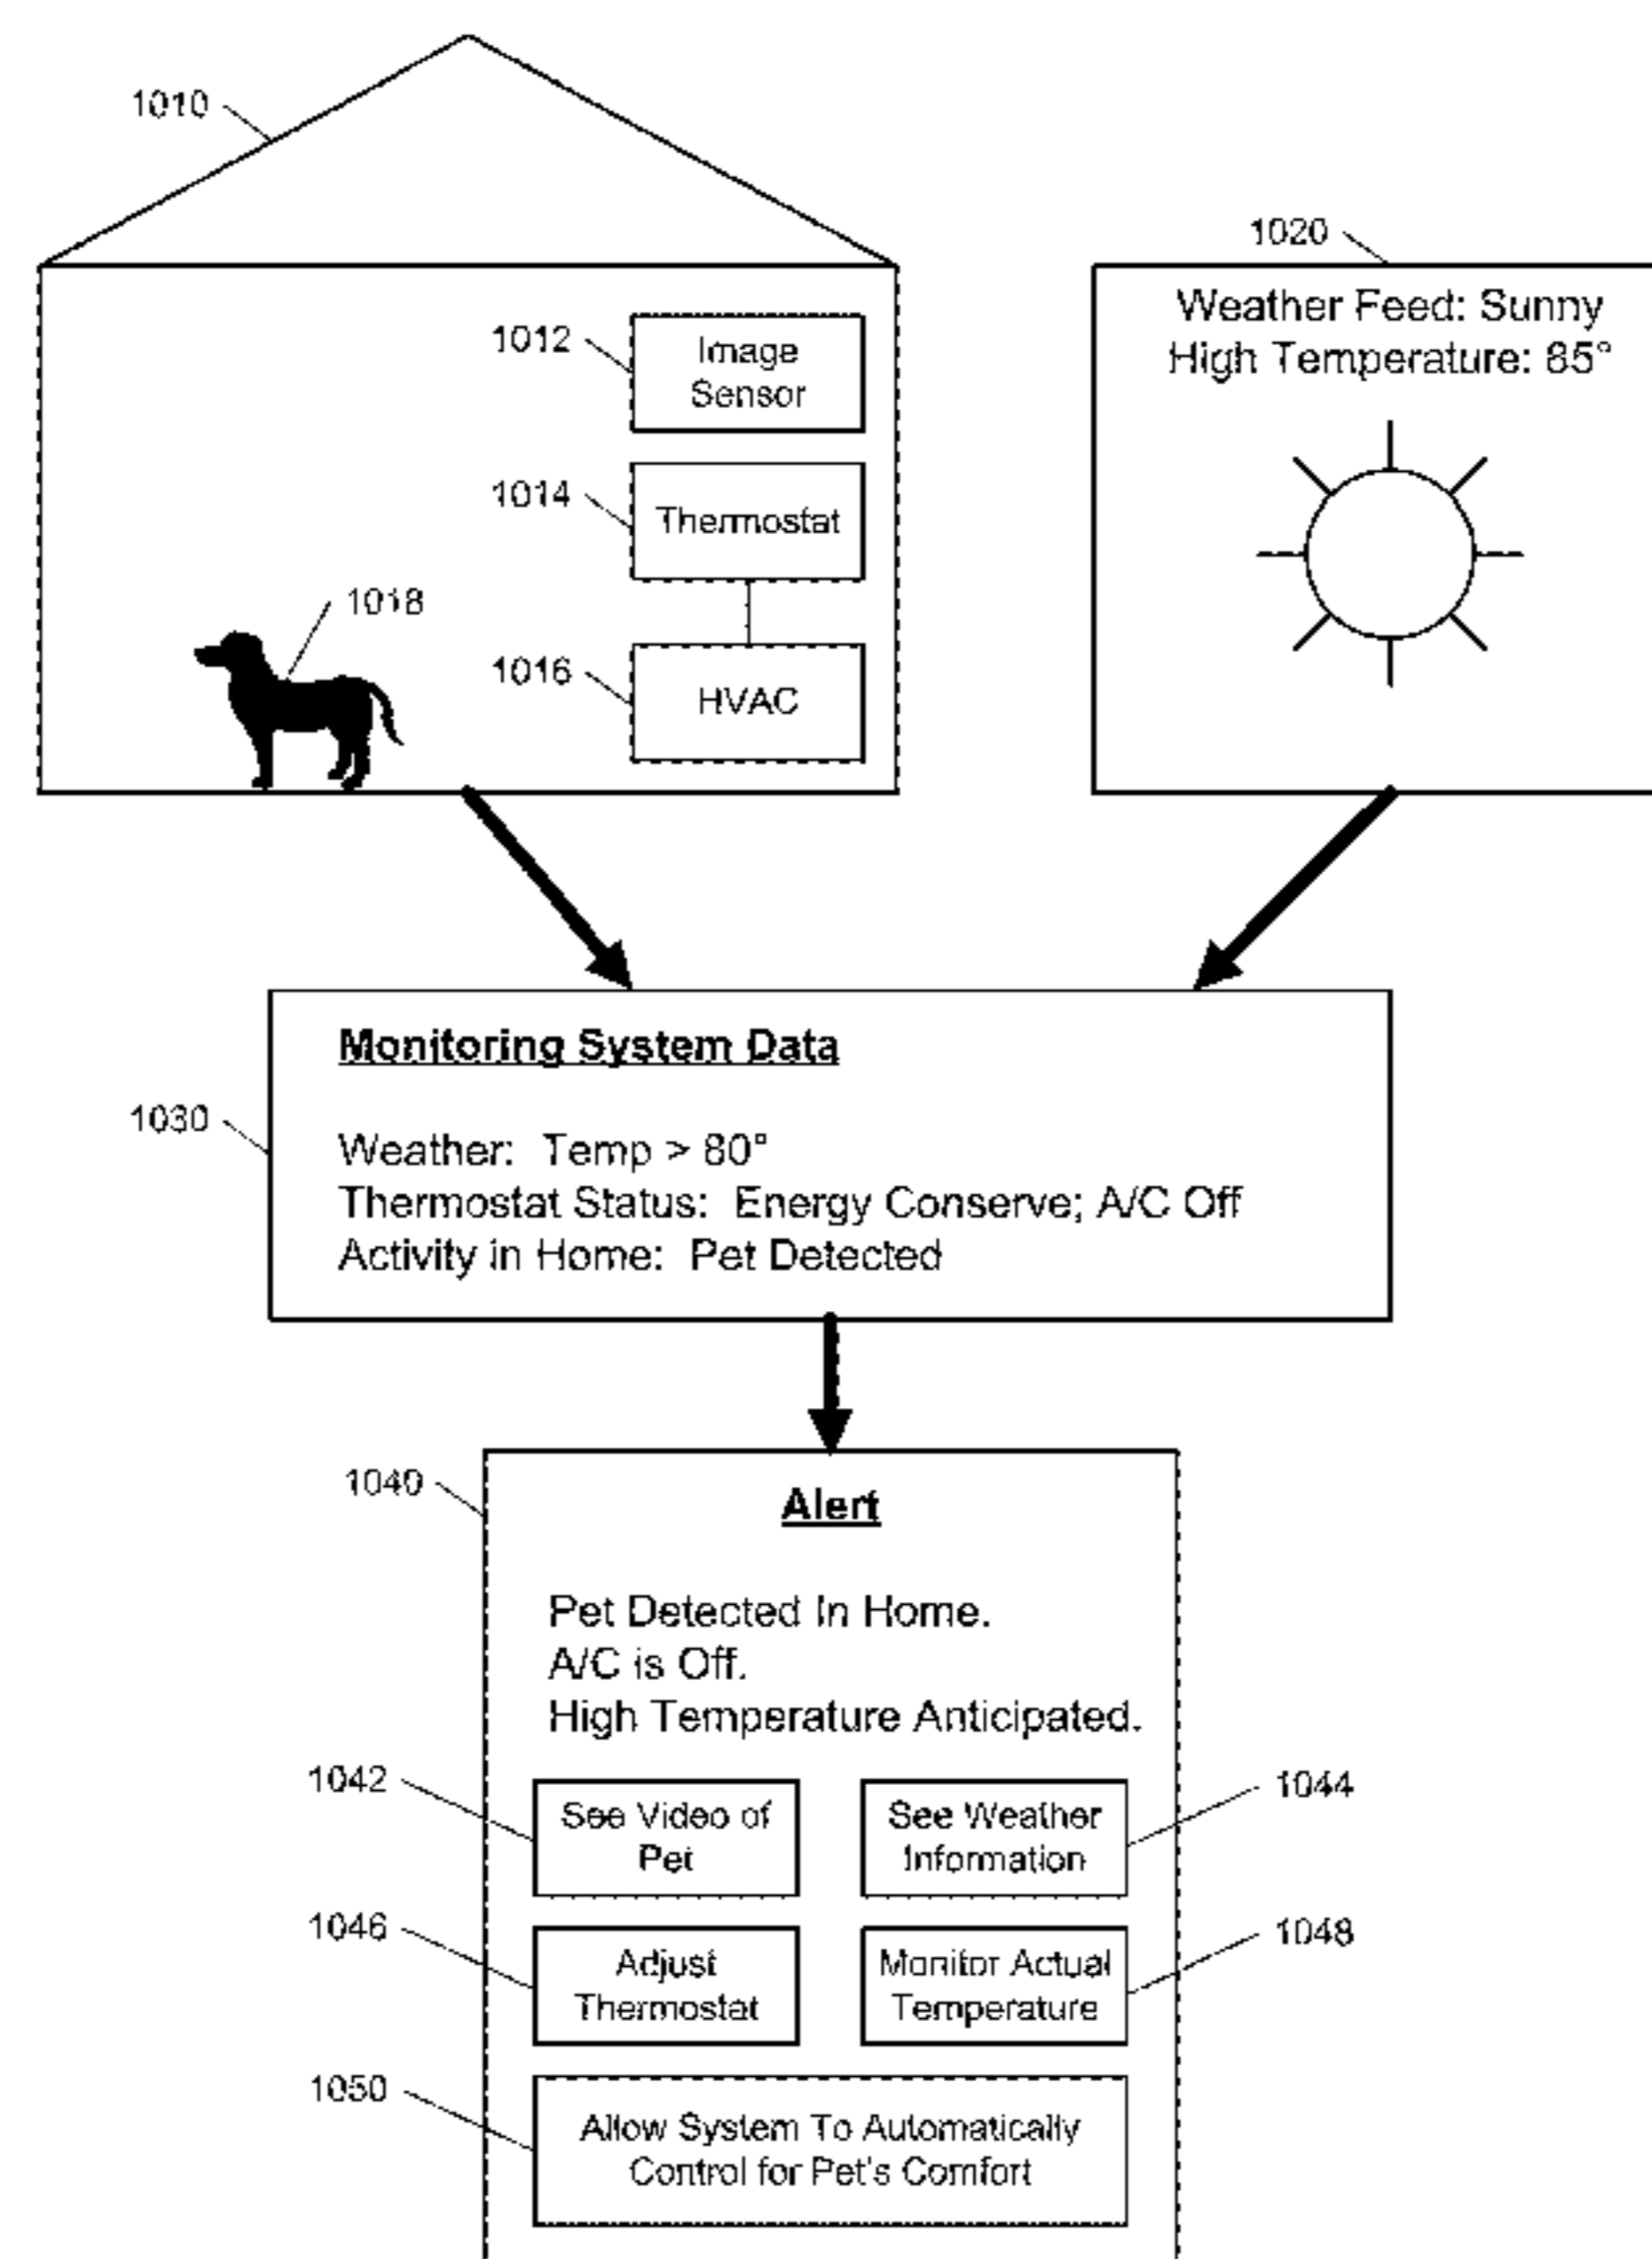 1010
1020
Weather Feed: Sunny
High Temperature: 85°
1012
Image
Sensor
1014
Thermostat
1018
1016
HVAC
Monitoring System Data
1030
Weather: Temp > 80°
Thermostat Status: Energy Conserve; A/C Off
Activity in Home: Pet Detected
1040
Alert
Pet Detected In Home.
A/C is Off.
High Temperature Anticipated.
1042
See Video of
Pet
See Weather
Information
1044
1046
Adjust
Thermostat
Monitor Actual
Temperature
1048
1050
Allow System To Automatically
Control for Pet's Comfort